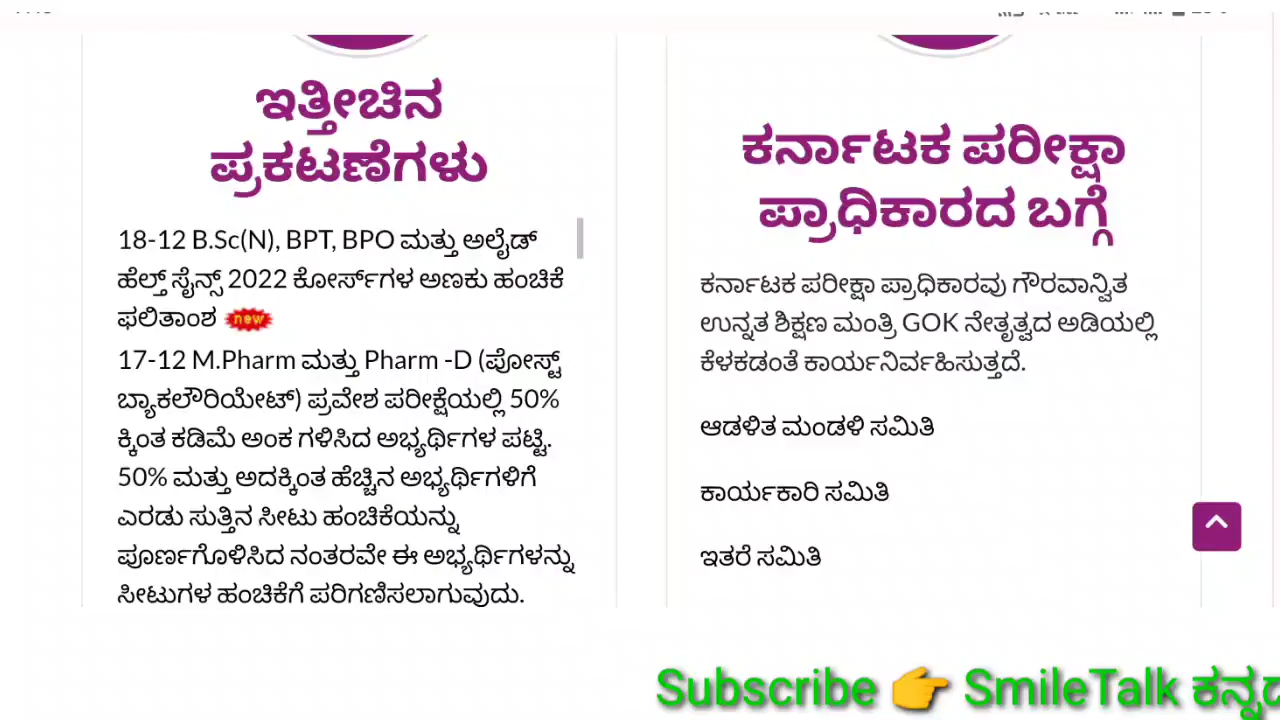 ಇತ್ತೀಚಿನ
ಪ್ರಕಟಣೆಗಳು
18-12 B.Sc(N), BPT, BPO ಮತ್ತು ಅಲೈಡ್
ಹೆಲ್ತ್ ಸೈನ್ಸ್ 2022 ಕೋರ್ಸ್‌ಗಳ ಅಣಕು ಹಂಚಿಕೆ
ಫಲಿತಾಂಶ new
17-12 M.Pharm ಮತ್ತು Pharm -D (ಪೋಸ್ಟ್
ಬ್ಯಾಕಲೌರಿಯೇಟ್) ಪ್ರವೇಶ ಪರೀಕ್ಷೆಯಲ್ಲಿ 50%
ಕ್ಕಿಂತ ಕಡಿಮೆ ಅಂಕ ಗಳಿಸಿದ ಅಭ್ಯರ್ಥಿಗಳ ಪಟ್ಟಿ.
50% ಮತ್ತು ಅದಕ್ಕಿಂತ ಹೆಚ್ಚಿನ ಅಭ್ಯರ್ಥಿಗಳಿಗೆ
ಎರಡು ಸುತ್ತಿನ ಸೀಟು ಹಂಚಿಕೆಯನ್ನು
ಪೂರ್ಣಗೊಳಿಸಿದ ನಂತರವೇ ಈ ಅಭ್ಯರ್ಥಿಗಳನ್ನು
ಸೀಟುಗಳ ಹಂಚಿಕೆಗೆ ಪರಿಗಣಿಸಲಾಗುವುದು.
ಕರ್ನಾಟಕ ಪರೀಕ್ಷಾ
ಪ್ರಾಧಿಕಾರದ ಬಗ್ಗೆ
ಕರ್ನಾಟಕ ಪರೀಕ್ಷಾ ಪ್ರಾಧಿಕಾರವು ಗೌರವಾನ್ವಿತ
ಉನ್ನತ ಶಿಕ್ಷಣ ಮಂತ್ರಿ GOK ನೇತೃತ್ವದ ಅಡಿಯಲ್ಲಿ
ಕೆಳಕಡಂತೆ ಕಾರ್ಯನಿರ್ವಹಿಸುತ್ತದೆ.
ಆಡಳಿತ ಮಂಡಳಿ ಸಮಿತಿ
ಕಾರ್ಯಕಾರಿ ಸಮಿತಿ
ಇತರೆ ಸಮಿತಿ
Subscribe 👉 SmileTalk ಕನ್ನಡ